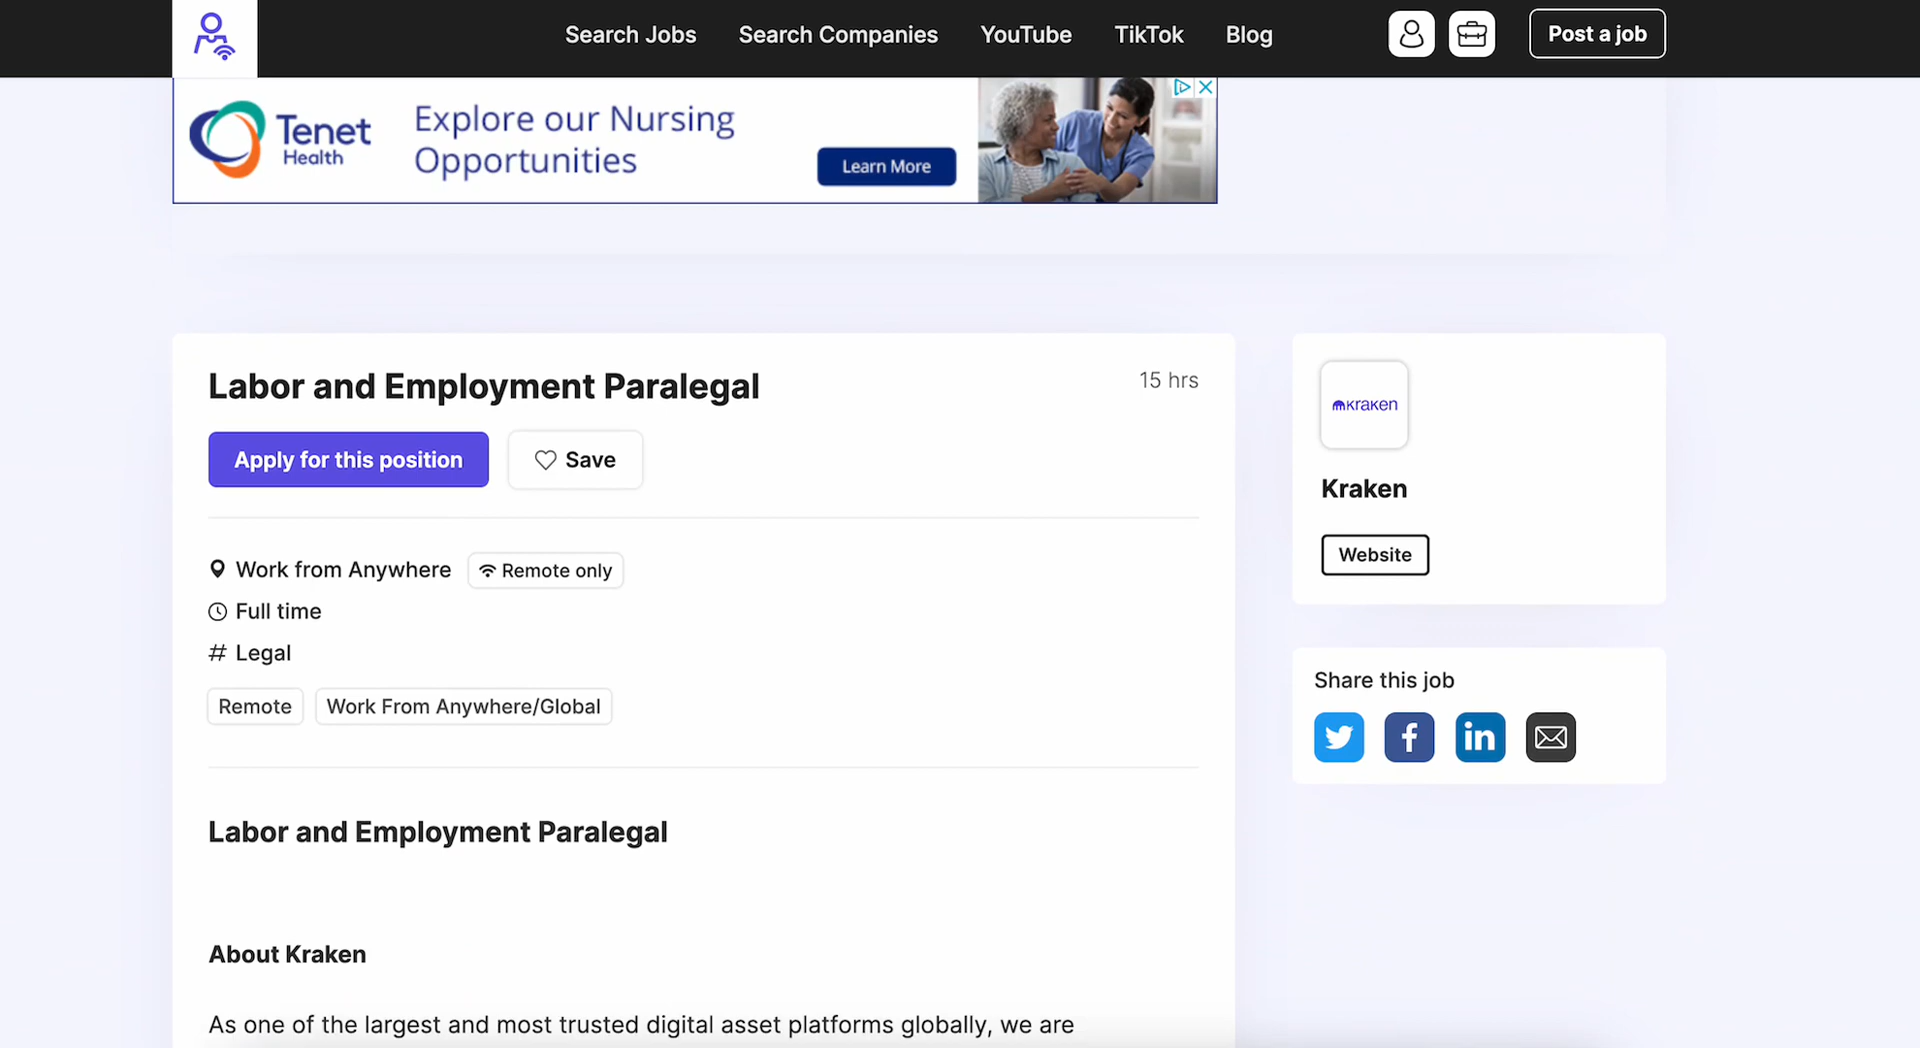 Search Jobs
Search Companies
YouTube
TikTok
Blog
Post a job
Tenet
Health
Explore our Nursing
Opportunities
Learn More
Labor and Employment Paralegal
15 hrs
Apply for this position
Save
Work from Anywhere
Remote only
Full time
# Legal
Remote
Work From Anywhere/Global
Labor and Employment Paralegal
About Kraken
As one of the largest and most trusted digital asset platforms globally, we are
kraken
Kraken
Website
Share this job
f
in